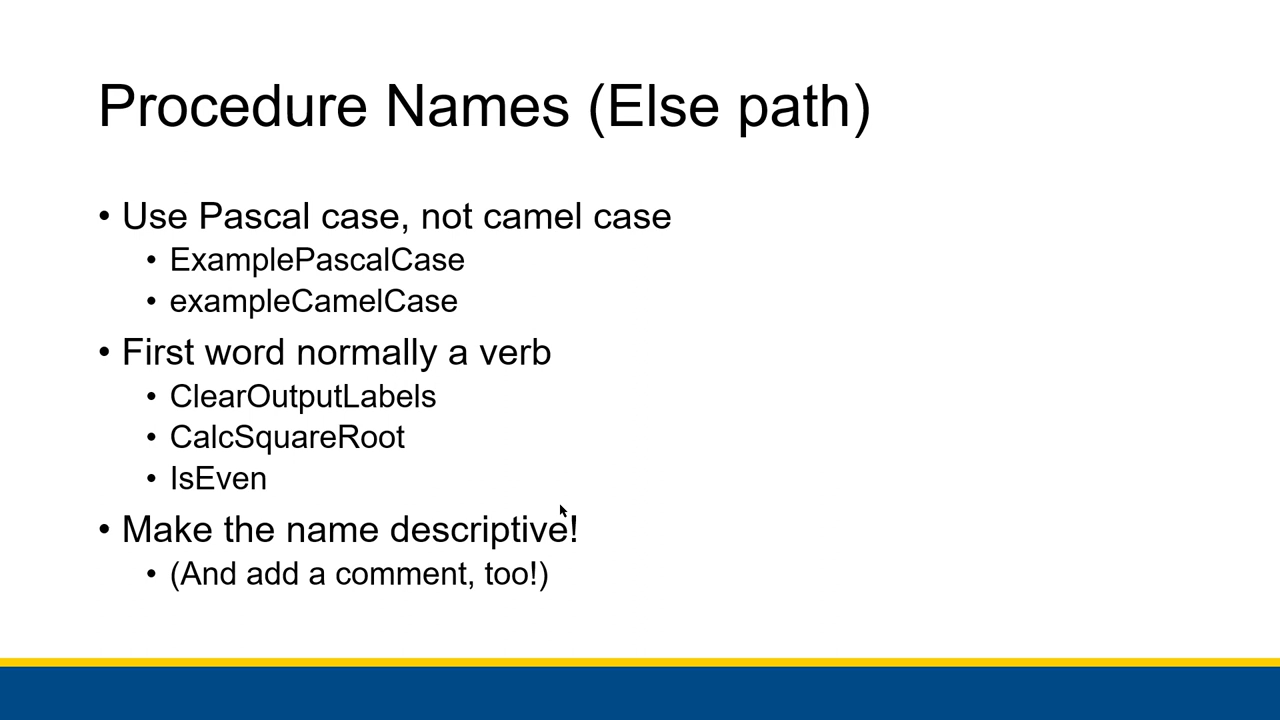 Procedure Names (Else path)
• Use Pascal case, not camel case
• ExamplePascalCase
• exampleCamelCase
• First word normally a verb
• ClearOutputLabels
• CalcSquareRoot
• IsEven
• Make the name descriptive!
• (And add a comment, too!)